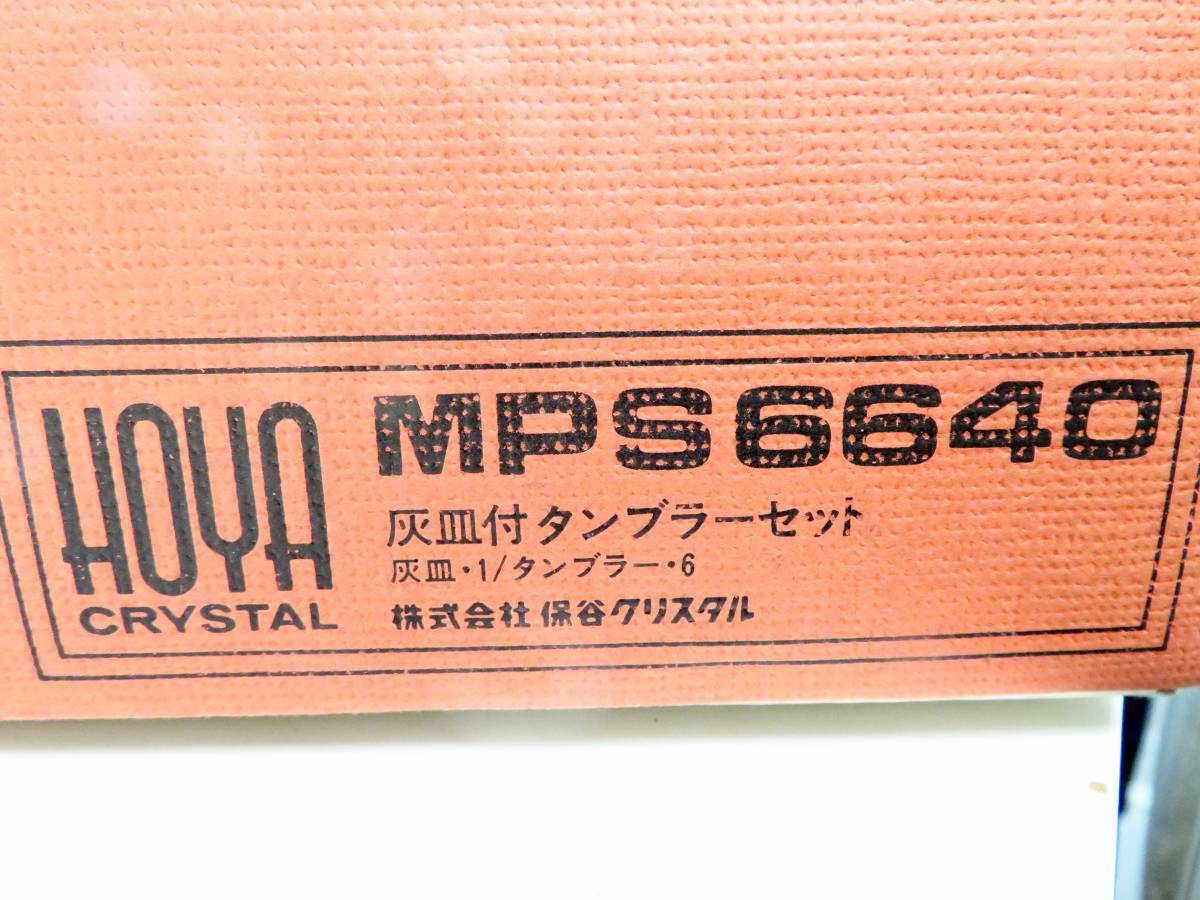 HOYA
CRYSTAL
MPS6640
灰皿付タンブラーセット
灰皿・1/タンブラー・6
株式会社 保谷クリスタル